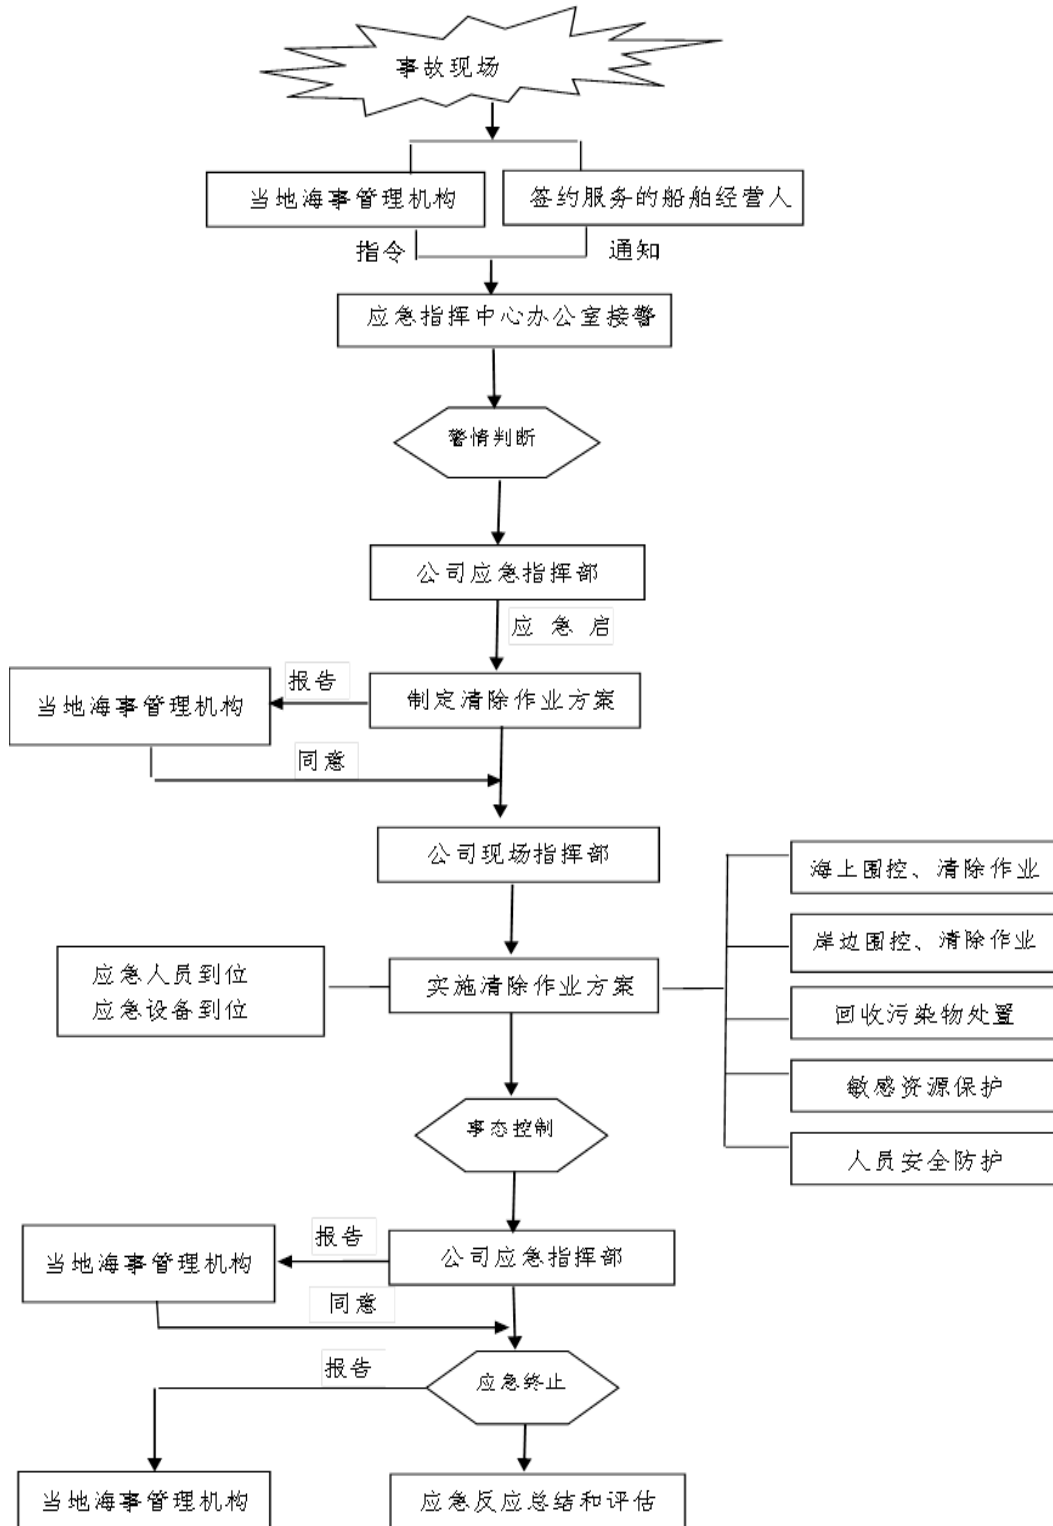 事故现场
当地海事管理机构
签约服务的船舶经营人
指令
通知
应急指挥中心办公室接警
警情判断
公司应急指挥部
应 急 启
报告
当地海事管理机构
制定清除作业方案
同意
公司现场指挥部
海上围控、清除作业
岸边围控、清除作业
应急人员到位
应急设备到位
实施清除作业方案
回收污染物处置
敏感资源保护
事态控制
人员安全防护
报告
当地海事管理机构
公司应急指挥部
同意
报告
应急终止
当地海事管理机构
应急反应总结和评估